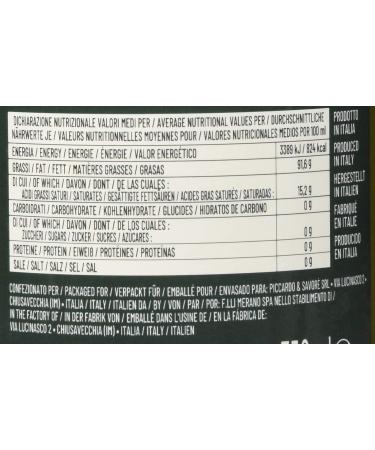 DICHIARAZIONE NUTRIZIONALE VALORI MEDI PER / AVERAGE NUTRITIONAL VALUES PER / DURCHSCHNITTLICHE
NÄHRWERTE JE / VALEURS NUTRITIONNELLES MOYENNES POUR / VALORES NUTRICIONALES MEDIOS POR 100 ml
ENERGIA / ENERGY / ENERGIE / ÉNERGIE / VALOR ENERGÉTICO 3389 kJ / 824 kcal
GRASSI / FAT / FETT / MATIÈRES GRASSES / GRASAS 91,6 g
DI CUI / OF WHICH / DAVON / DONT / DE LAS CUALES :
ACIDI GRASSI SATURI / SATURATES / GESÄTTIGTE FETTSÄUREN / ACIDES GRAS SATURÉS / SATURADAS : 15,2 g
CARBOIDRATI / CARBOHYDRATE / KOHLENHYDRATE / GLUCIDES / HIDRATOS DE CARBONO 0 g
DI CUI / OF WHICH / DAVON / DONT / DE LOS CUALES :
ZUCCHERI / SUGARS / ZUCKER / SUCRES / AZÚCARES : 0 g
PROTEINE / PROTEIN / EIWEIß / PROTÉINES / PROTEÍNAS 0 g
SALE / SALT / SALZ / SEL / SAL 0 g
PRODOTTO
IN ITALIA
PRODUCED
IN ITALY
HERGESTELLT
IN ITALIEN
FABRIQUÉ
EN ITALIE
PRODUCIDO
EN ITALIA
CONFEZIONATO PER / PACKAGED FOR / VERPACKT FÜR / EMBALLÉ POUR / ENVASADO PARA: PICCARDO & SAVORÉ SRL • VIA LUCINASCO 2 •
CHIUSAVECCHIA (IM) • ITALIA / ITALY / ITALIEN DA / BY / VON / PAR / POR: F.LLI MERANO SPA NELLO STABILIMENTO DI /
IN THE FACTORY OF / IN DER FABRIK VON / EMBALLÉ DANS L'USINE DE / EN LA FÁBRICA DE:
VIA LUCINASCO 2 • CHIUSAVECCHIA (IM) • ITALIA / ITALY / ITALIEN